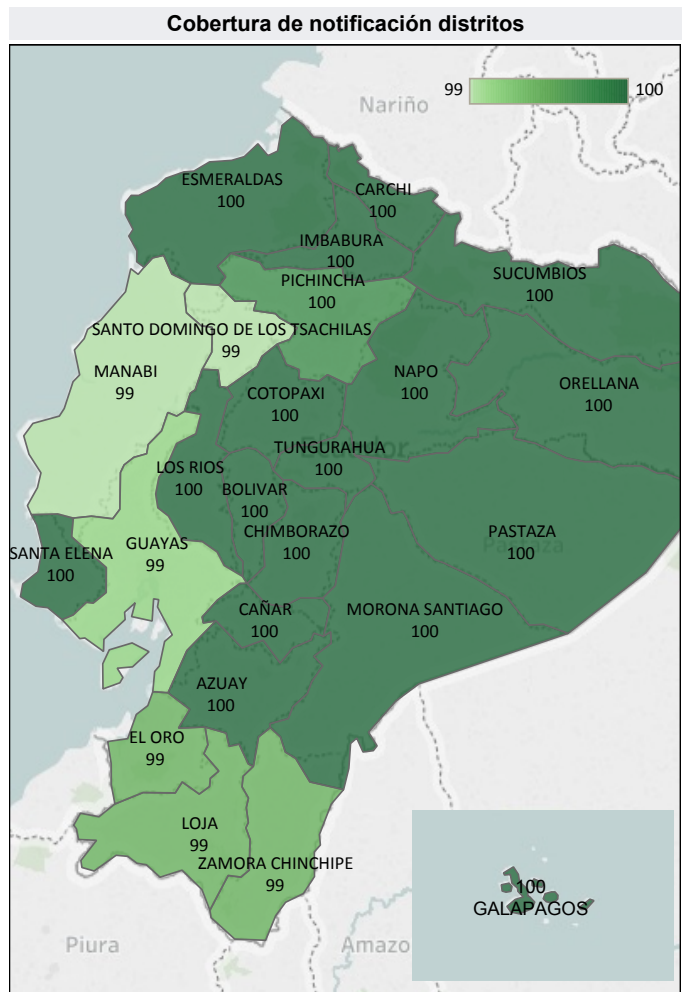 Cobertura de notificación distritos
99
100
Nariño
ESMERALDAS
100
CARCHI
100
IMBABURA
100
SUCUMBIOS
100
PICHINCHA
100
SANTO DOMINGO DE LOS TSACHILAS
99
MANABI
99
NAPO
100
ORELLANA
100
COTOPAXI
100
TUNGURAHUA
100
Ecuador
LOS RIOS
100
BOLIVAR
100
CHIMBORAZO
100
PASTAZA
100
Pastaza
SANTA ELENA
100
GUAYAS
99
CAÑAR
100
MORONA SANTIAGO
100
AZUAY
100
EL ORO
99
LOJA
99
ZAMORA CHINCHIPE
99
100
GALAPAGOS
Piura
Amazo